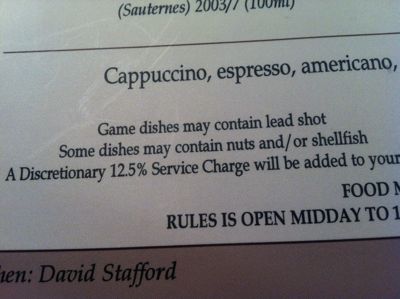 (Sauternes) 2003/7 (100ml)
Cappuccino, espresso, americano,
Game dishes may contain lead shot
Some dishes may contain nuts and/or shellfish
A Discretionary 12.5% Service Charge will be added to your
FOOD
RULES IS OPEN MIDDAY TO
David Stafford